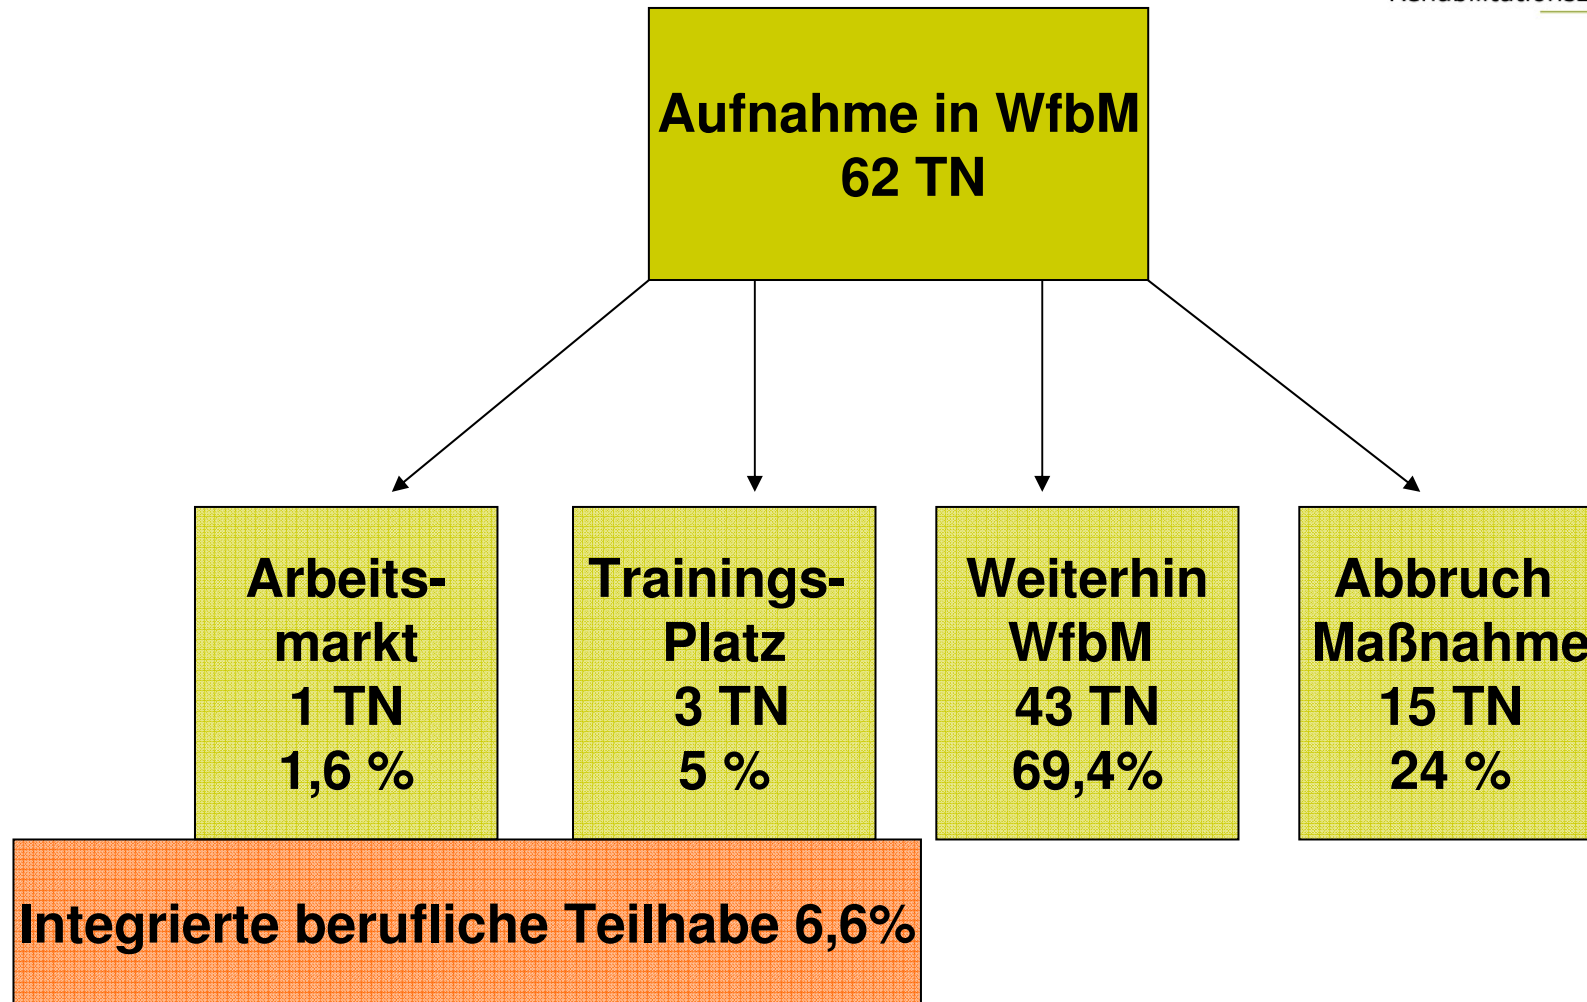 Aufnahme in WfbM
62 TN
Arbeits-
markt
1 TN
1,6 %
Trainings-
Platz
3 TN
5 %
Weiterhin
WfbM
43 TN
69,4%
Abbruch
Maßnahme
15 TN
24 %
Integrierte berufliche Teilhabe 6,6%